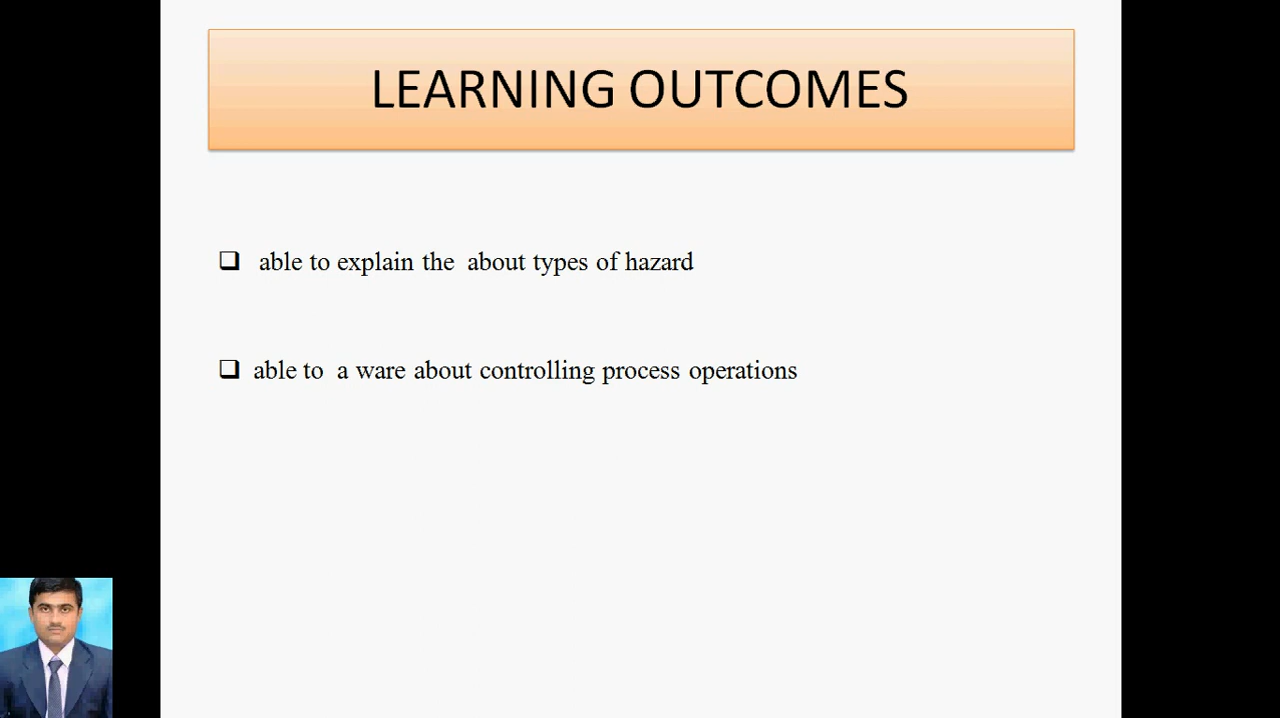 LEARNING OUTCOMES
able to explain the about types of hazard
able to a ware about controlling process operations